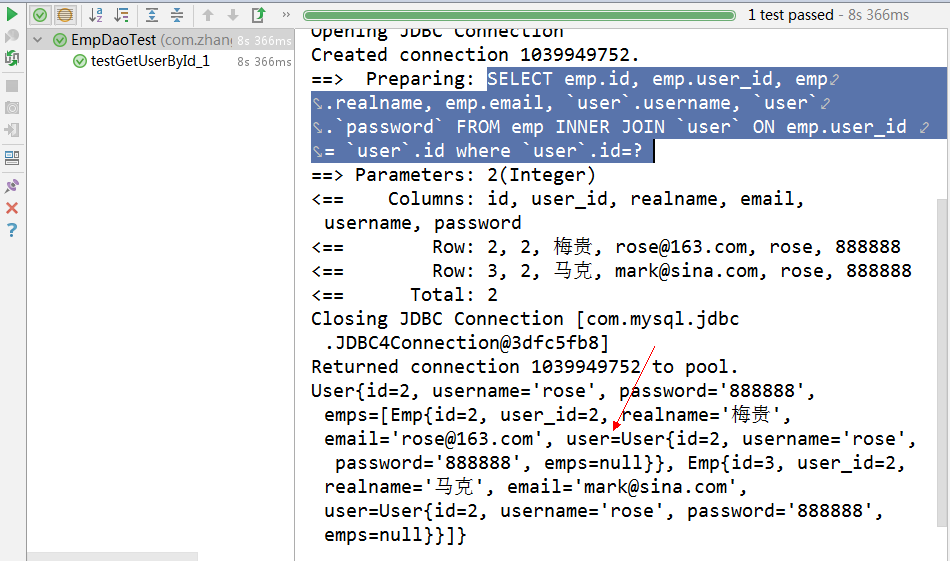 1 test passed - 8s 366ms
EmpDaoTest (com.zhang 8s 366ms
testGetUserById_1 8s 366ms
Opening JDBC Connection
Created connection 1039949752.
==>  Preparing: SELECT emp.id, emp.user_id, emp
.realname, emp.email, `user`.username, `user`
.`password` FROM emp INNER JOIN `user` ON emp.user_id
= `user`.id where `user`.id=?
==> Parameters: 2(Integer)
<==    Columns: id, user_id, realname, email,
username, password
<==        Row: 2, 2, 梅贵, rose@163.com, rose, 888888
<==        Row: 3, 2, 马克, mark@sina.com, rose, 888888
<==      Total: 2
Closing JDBC Connection [com.mysql.jdbc
.JDBC4Connection@3dfc5fb8]
Returned connection 1039949752 to pool.
User{id=2, username='rose', password='888888',
emps=[Emp{id=2, user_id=2, realname='梅贵',
email='rose@163.com', user=User{id=2, username='rose',
password='888888', emps=null}}, Emp{id=3, user_id=2,
realname='马克', email='mark@sina.com',
user=User{id=2, username='rose', password='888888',
emps=null}}]}